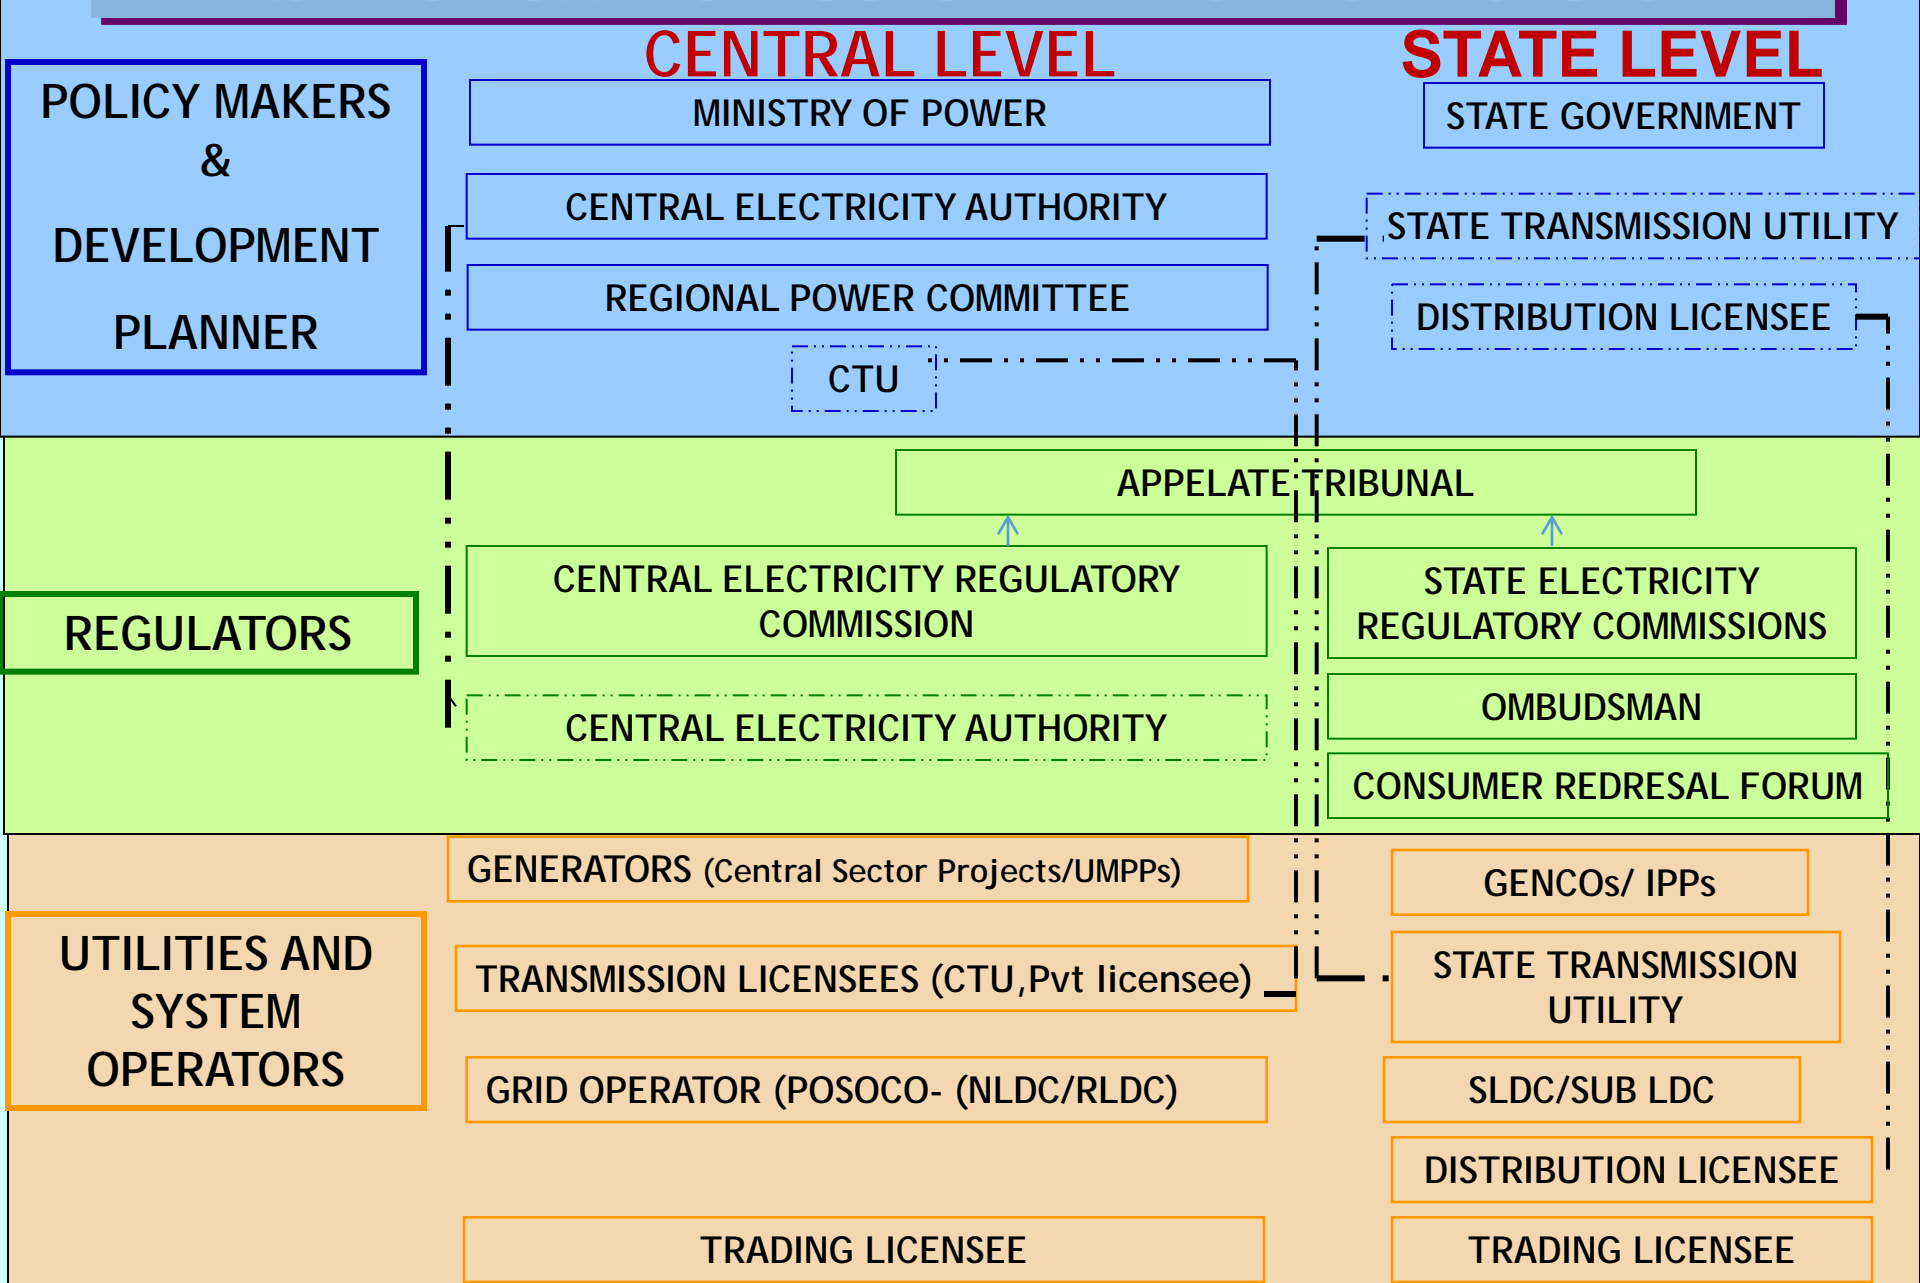 CENTRAL LEVEL
STATE LEVEL
POLICY MAKERS
&
DEVELOPMENT
PLANNER
MINISTRY OF POWER
STATE GOVERNMENT
CENTRAL ELECTRICITY AUTHORITY
STATE TRANSMISSION UTILITY
REGIONAL POWER COMMITTEE
DISTRIBUTION LICENSEE
CTU
APPELATE TRIBUNAL
REGULATORS
CENTRAL ELECTRICITY REGULATORY
COMMISSION
STATE ELECTRICITY
REGULATORY COMMISSIONS
CENTRAL ELECTRICITY AUTHORITY
OMBUDSMAN
CONSUMER REDRESAL FORUM
UTILITIES AND
SYSTEM
OPERATORS
GENERATORS (Central Sector Projects/UMPPs)
GENCOs/ IPPs
TRANSMISSION LICENSEES (CTU,Pvt licensee)
STATE TRANSMISSION
UTILITY
GRID OPERATOR (POSOCO- (NLDC/RLDC)
SLDC/SUB LDC
DISTRIBUTION LICENSEE
TRADING LICENSEE
TRADING LICENSEE